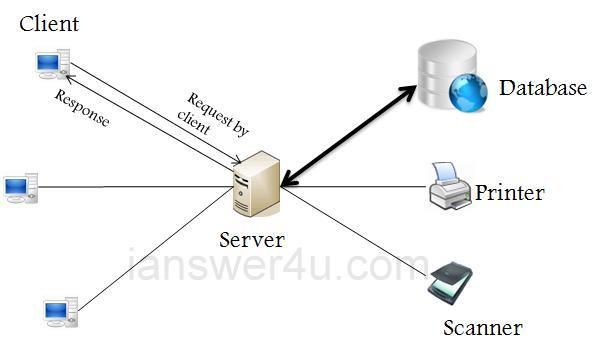 Client
Response
Request by
client
Database
Printer
Server
ianswer4u.com
Scanner